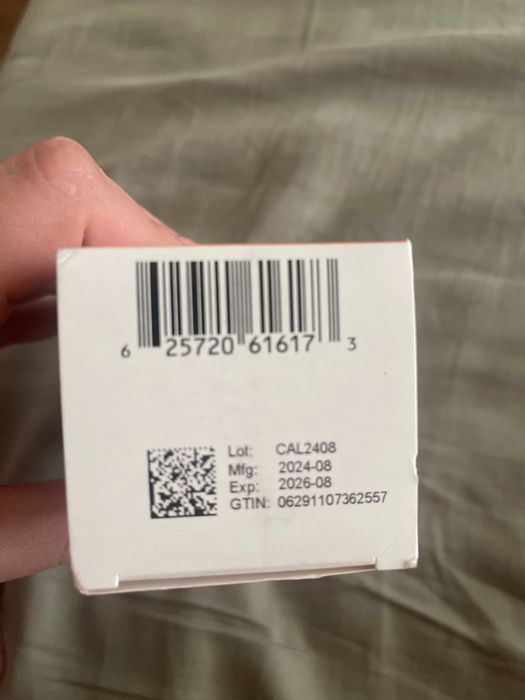 6 25720 61617 3
Lot: CAL2408
Mfg: 2024-08
Exp: 2026-08
GTIN: 06291107362557